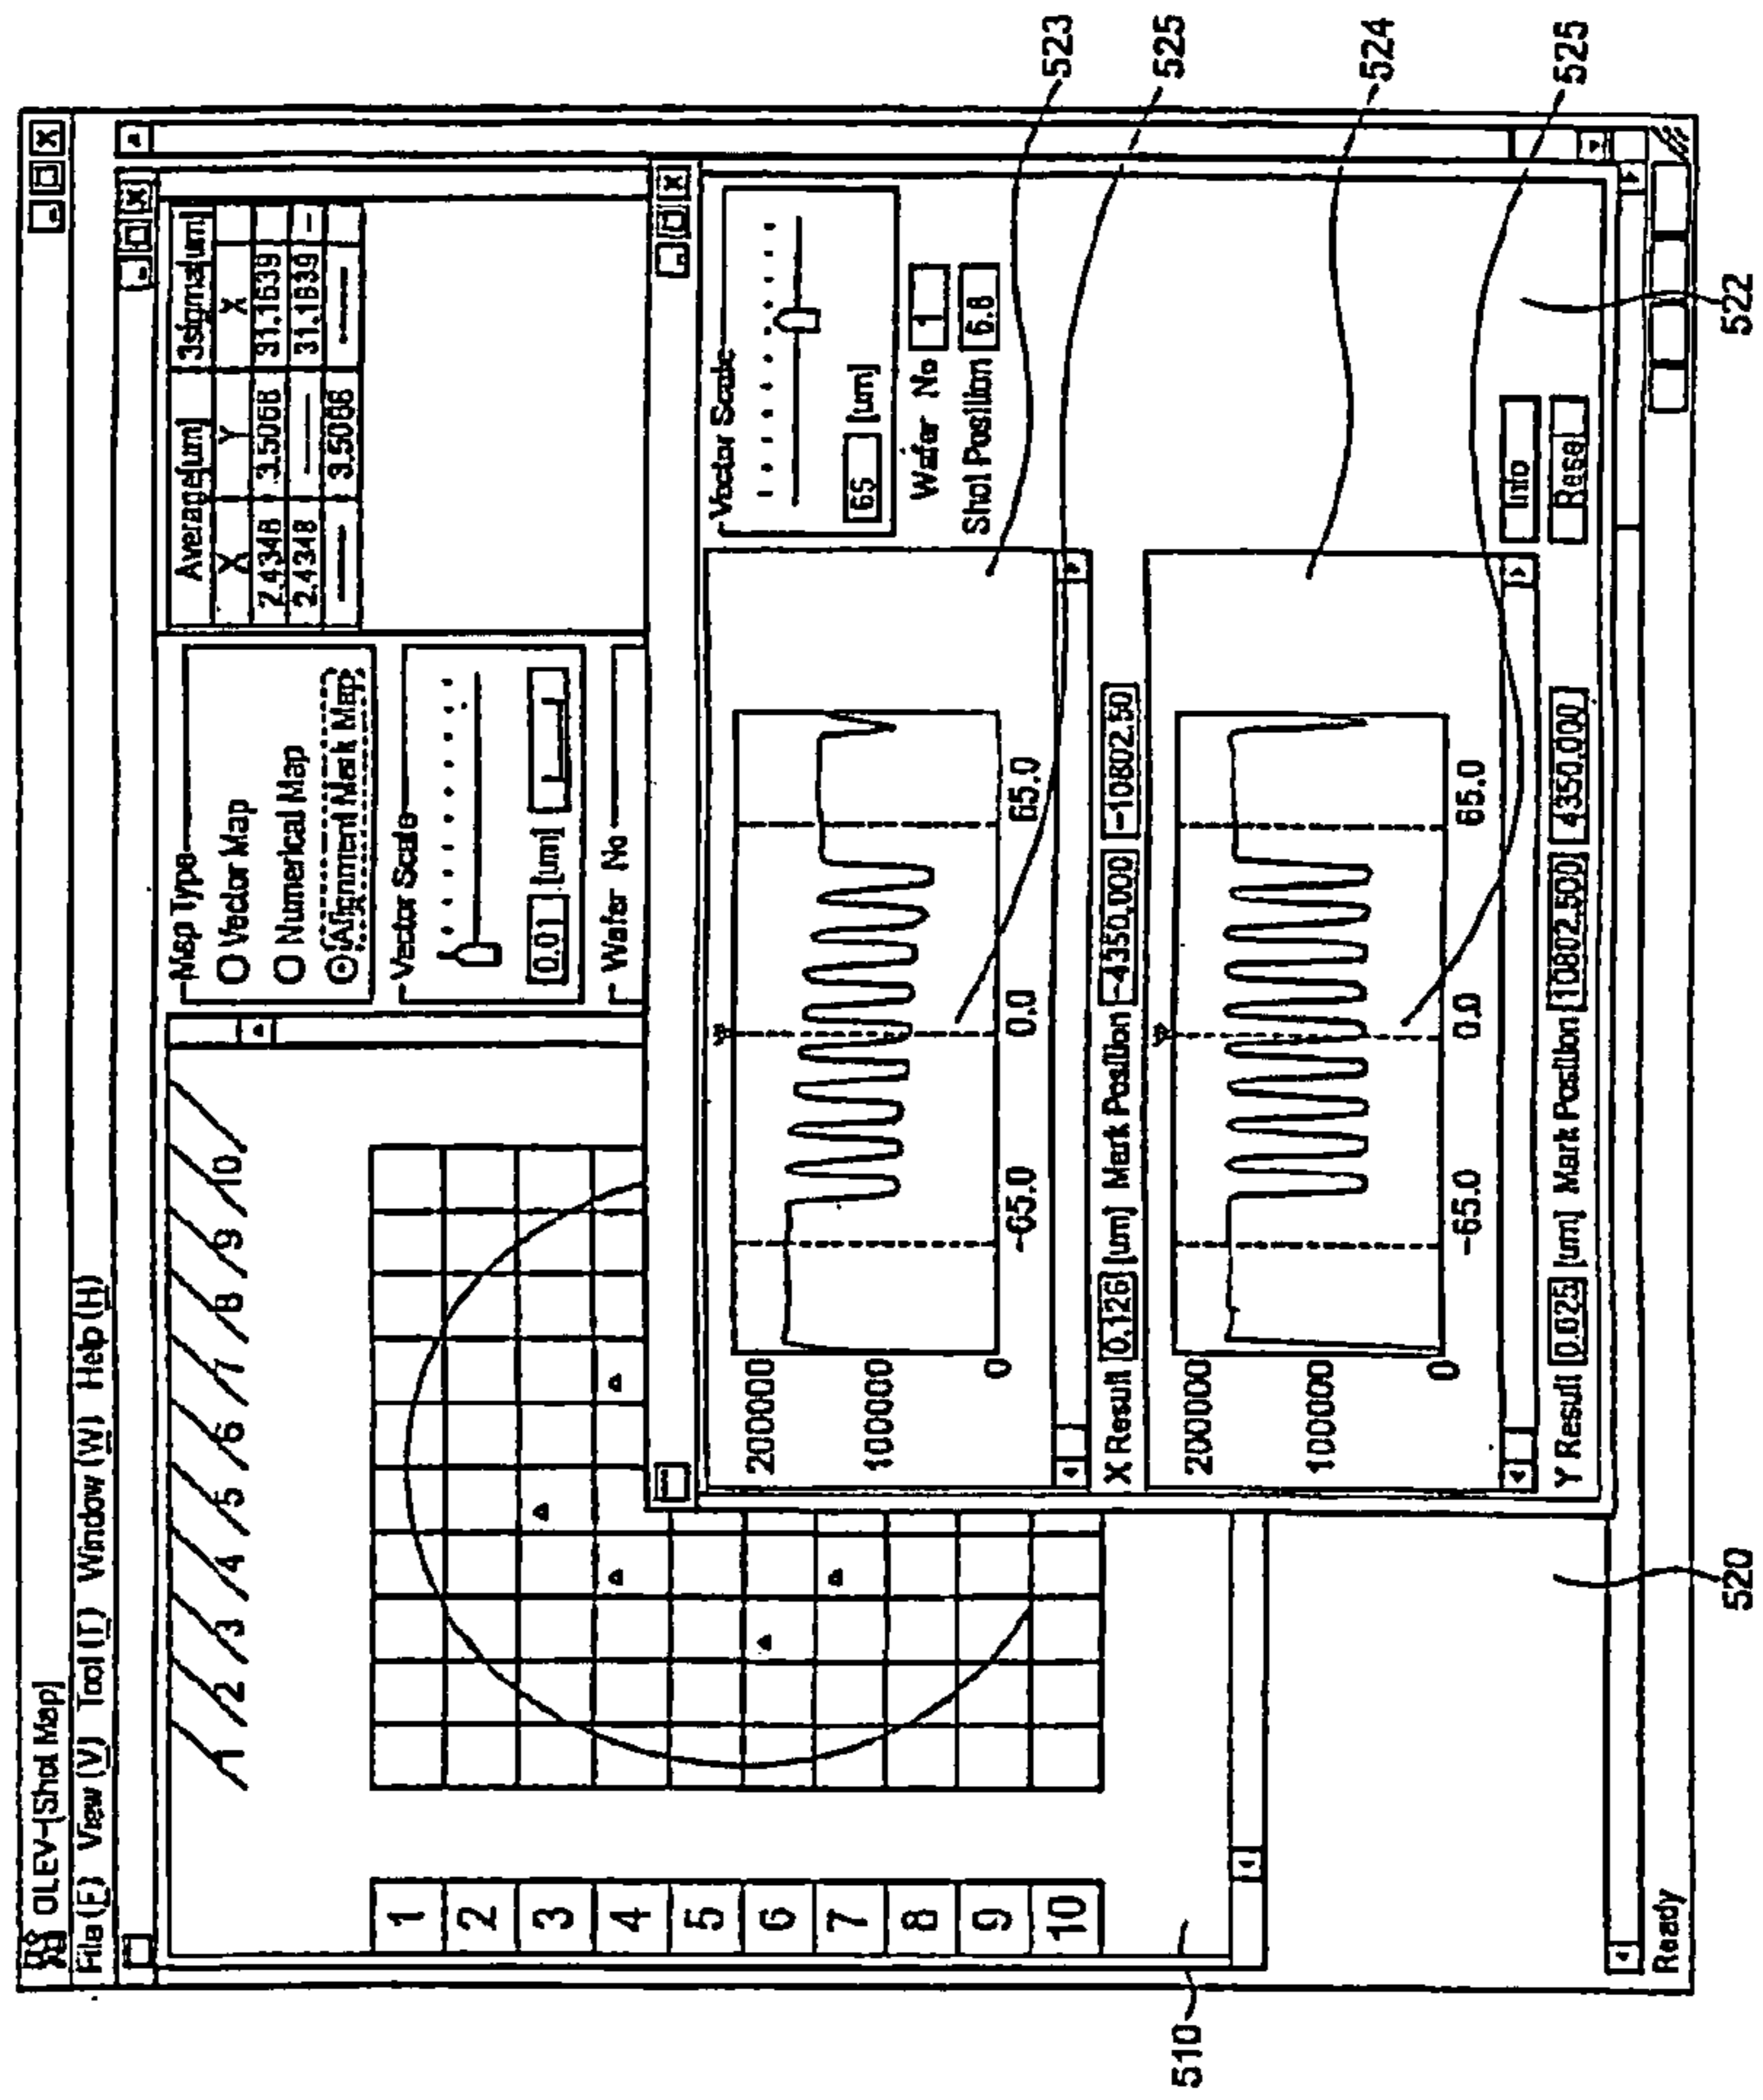 OLEV-[Shot Map]
File (F) View (V) Tool (T) Window (W) Help (H)
1 2 3 4 5 6 7 8 9 10
1
2
3
4
5
6
7
8
9
10
Map Type
Vector Map
Numerical Map
Alignment Mark Map
Vector Scale
0.01 [um]
Wafer No
Average[um] 3sigma[um]
X Y X
2.4348 3.5068 91.1639
2.4348 ---- 31.1639 -
---- 3.5088 ----
200000
100000
0
-65.0 0.0 65.0
X Result 0.126 [um] Mark Position -4350.000 -10802.50
200000
100000
0
-65.0 0.0 65.0
Y Result 0.025 [um] Mark Position 10802.500 4350.000
Vector Scale
65 [um]
Wafer No 1
Shot Position 6.8
Info
Rese
Ready
510
520
522
523
525
524
525